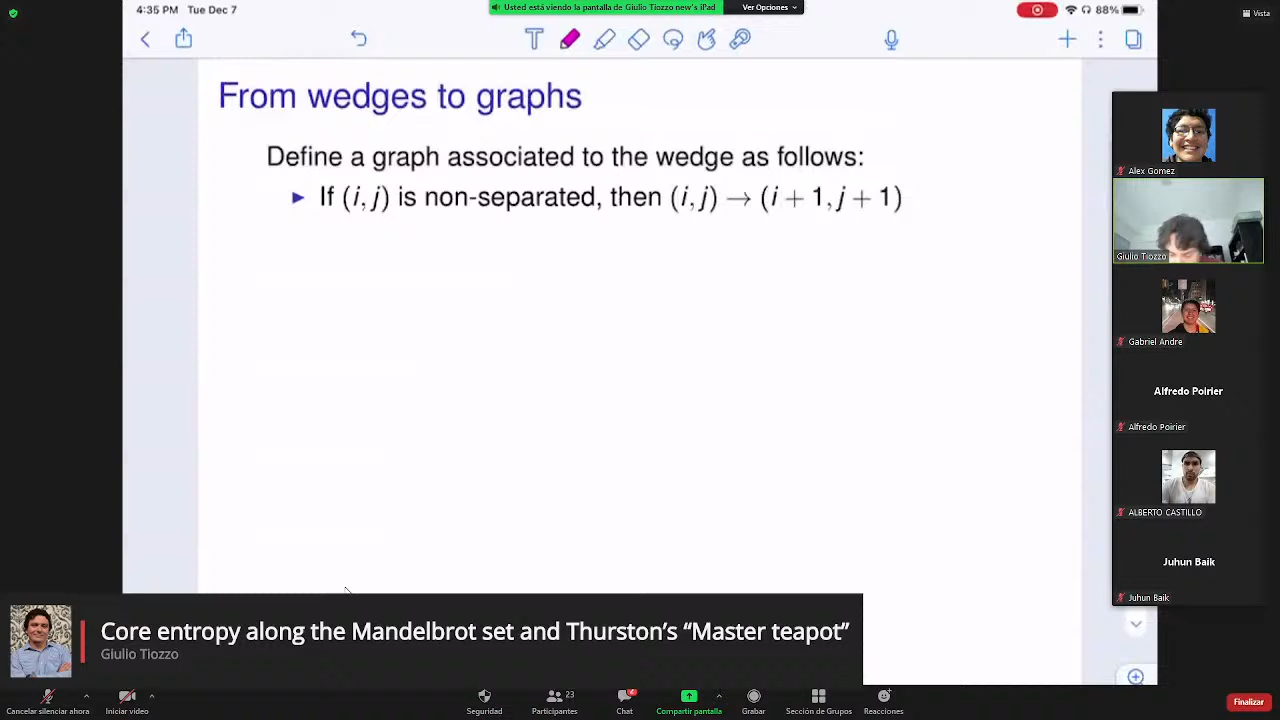 4:35 PM Tue Dec 7
Usted está viendo la pantalla de Giulio Tiozzo new's iPad
Ver Opciones
88%
Vista
From wedges to graphs
Define a graph associated to the wedge as follows:
► If (i, j) is non-separated, then (i, j) → (i + 1, j + 1)
Alex Gomez
Giulio Tiozzo
Gabriel Andre
Alfredo Poirier
Alfredo Poirier
ALBERTO CASTILLO
Juhun Baik
Juhun Baik
Core entropy along the Mandelbrot set and Thurston's “Master teapot”
Giulio Tiozzo
Cancelar silenciar ahora
Iniciar video
Seguridad
23
Participantes
2
Chat
Compartir pantalla
Grabar
Sección de Grupos
Reacciones
Finalizar